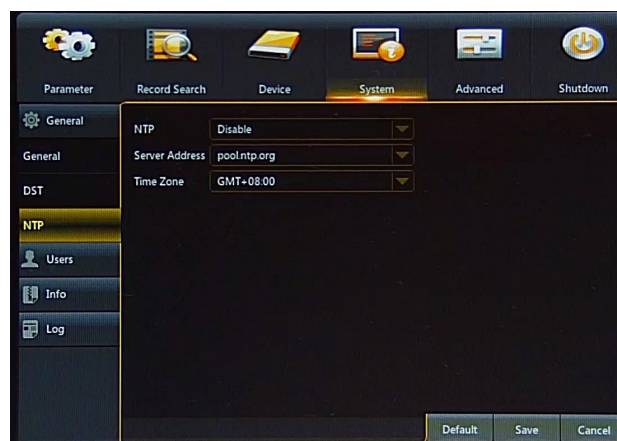 Parameter Record Search Device System Advanced Shutdown
General
General
DST
NTP
Users
Info
Log
NTP Disable
Server Address pool.ntp.org
Time Zone GMT+08:00
Default Save Cancel